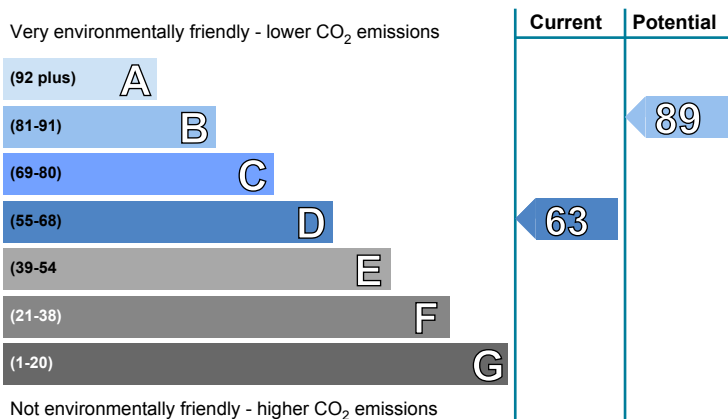 Current Potential
Very environmentally friendly - lower CO2 emissions
(92 plus) A
(81-91) B
89
(69-80) C
(55-68) D
63
(39-54 E
(21-38) F
(1-20) G
Not environmentally friendly - higher CO2 emissions